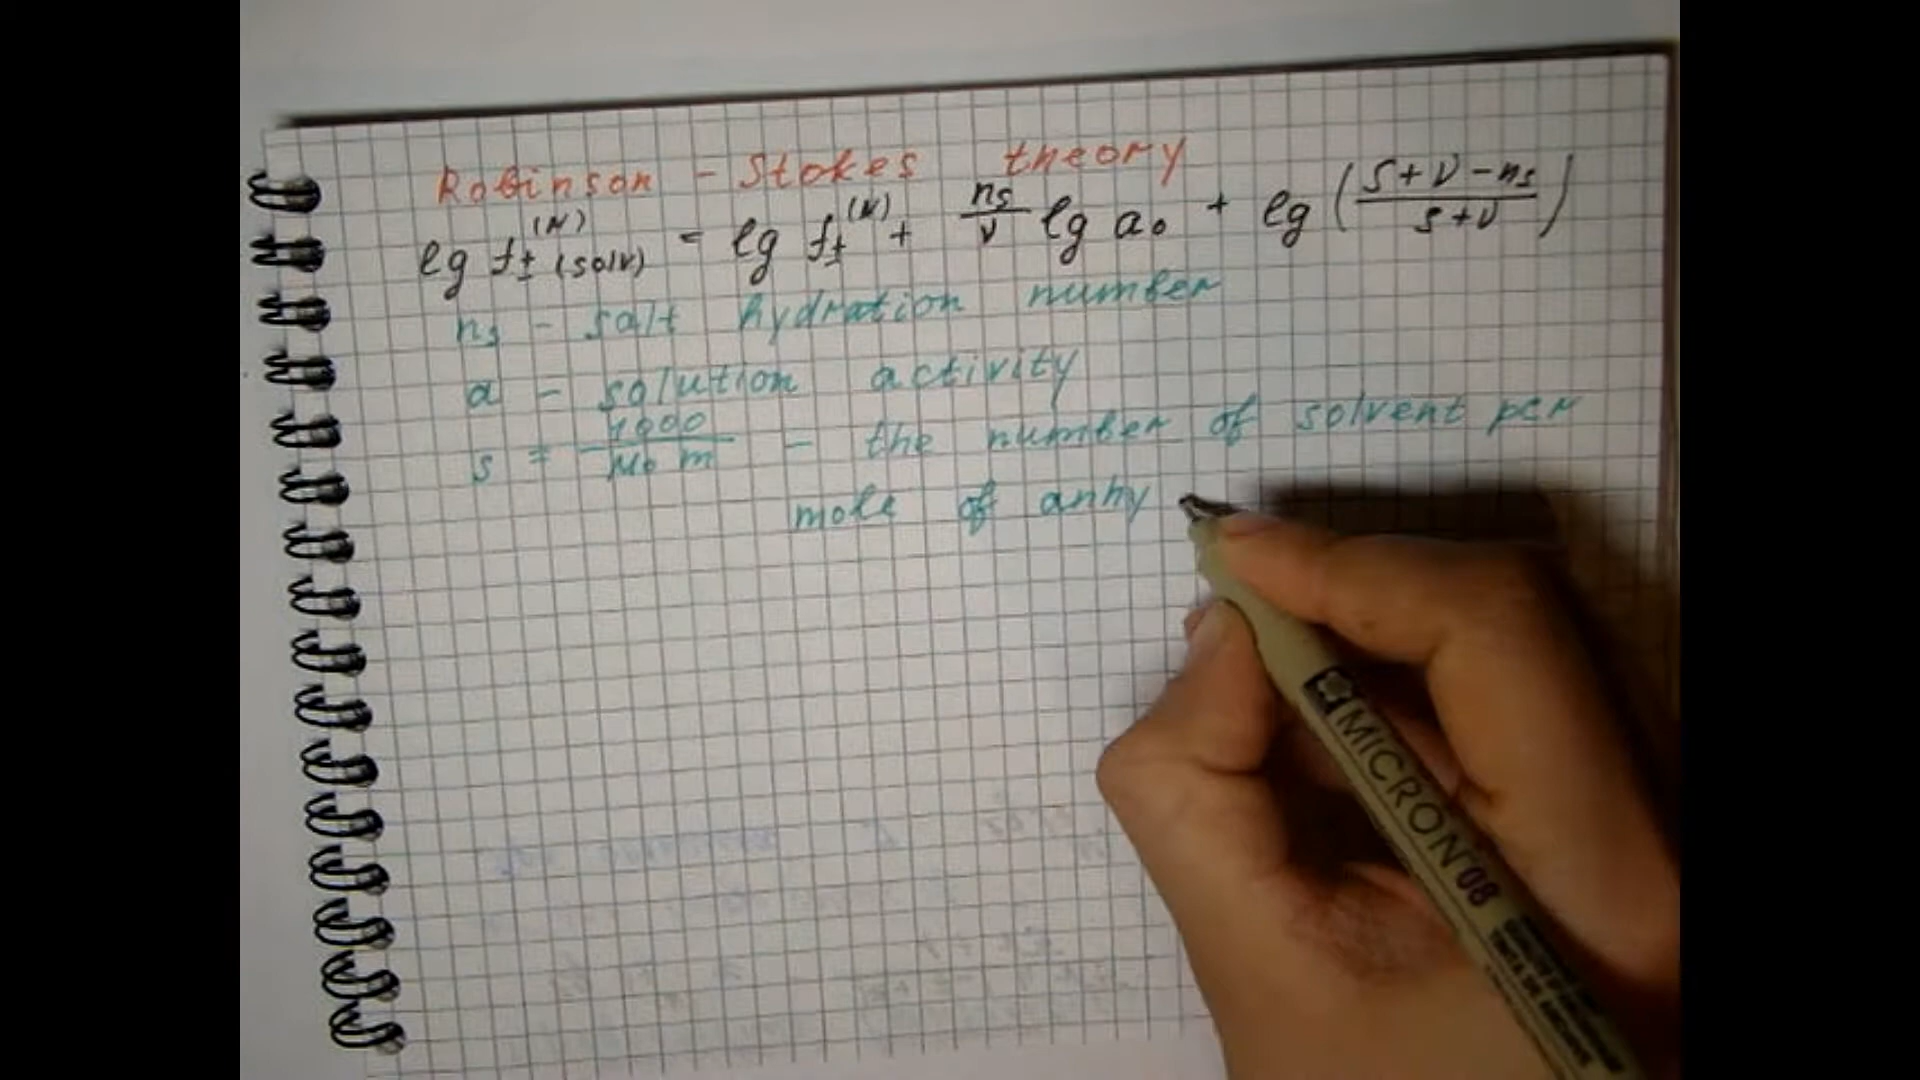 Robinson - Stokes theory
lg f± (solv) (N) = lg f± (N) + ns/ν lg a₀ + lg ( (s+ν-ns)/(s+ν) )
ns - salt hydration number
a - solution activity
s = 1000/(M₀ m) - the number of solvent per
mole of anhy
MICRON 08